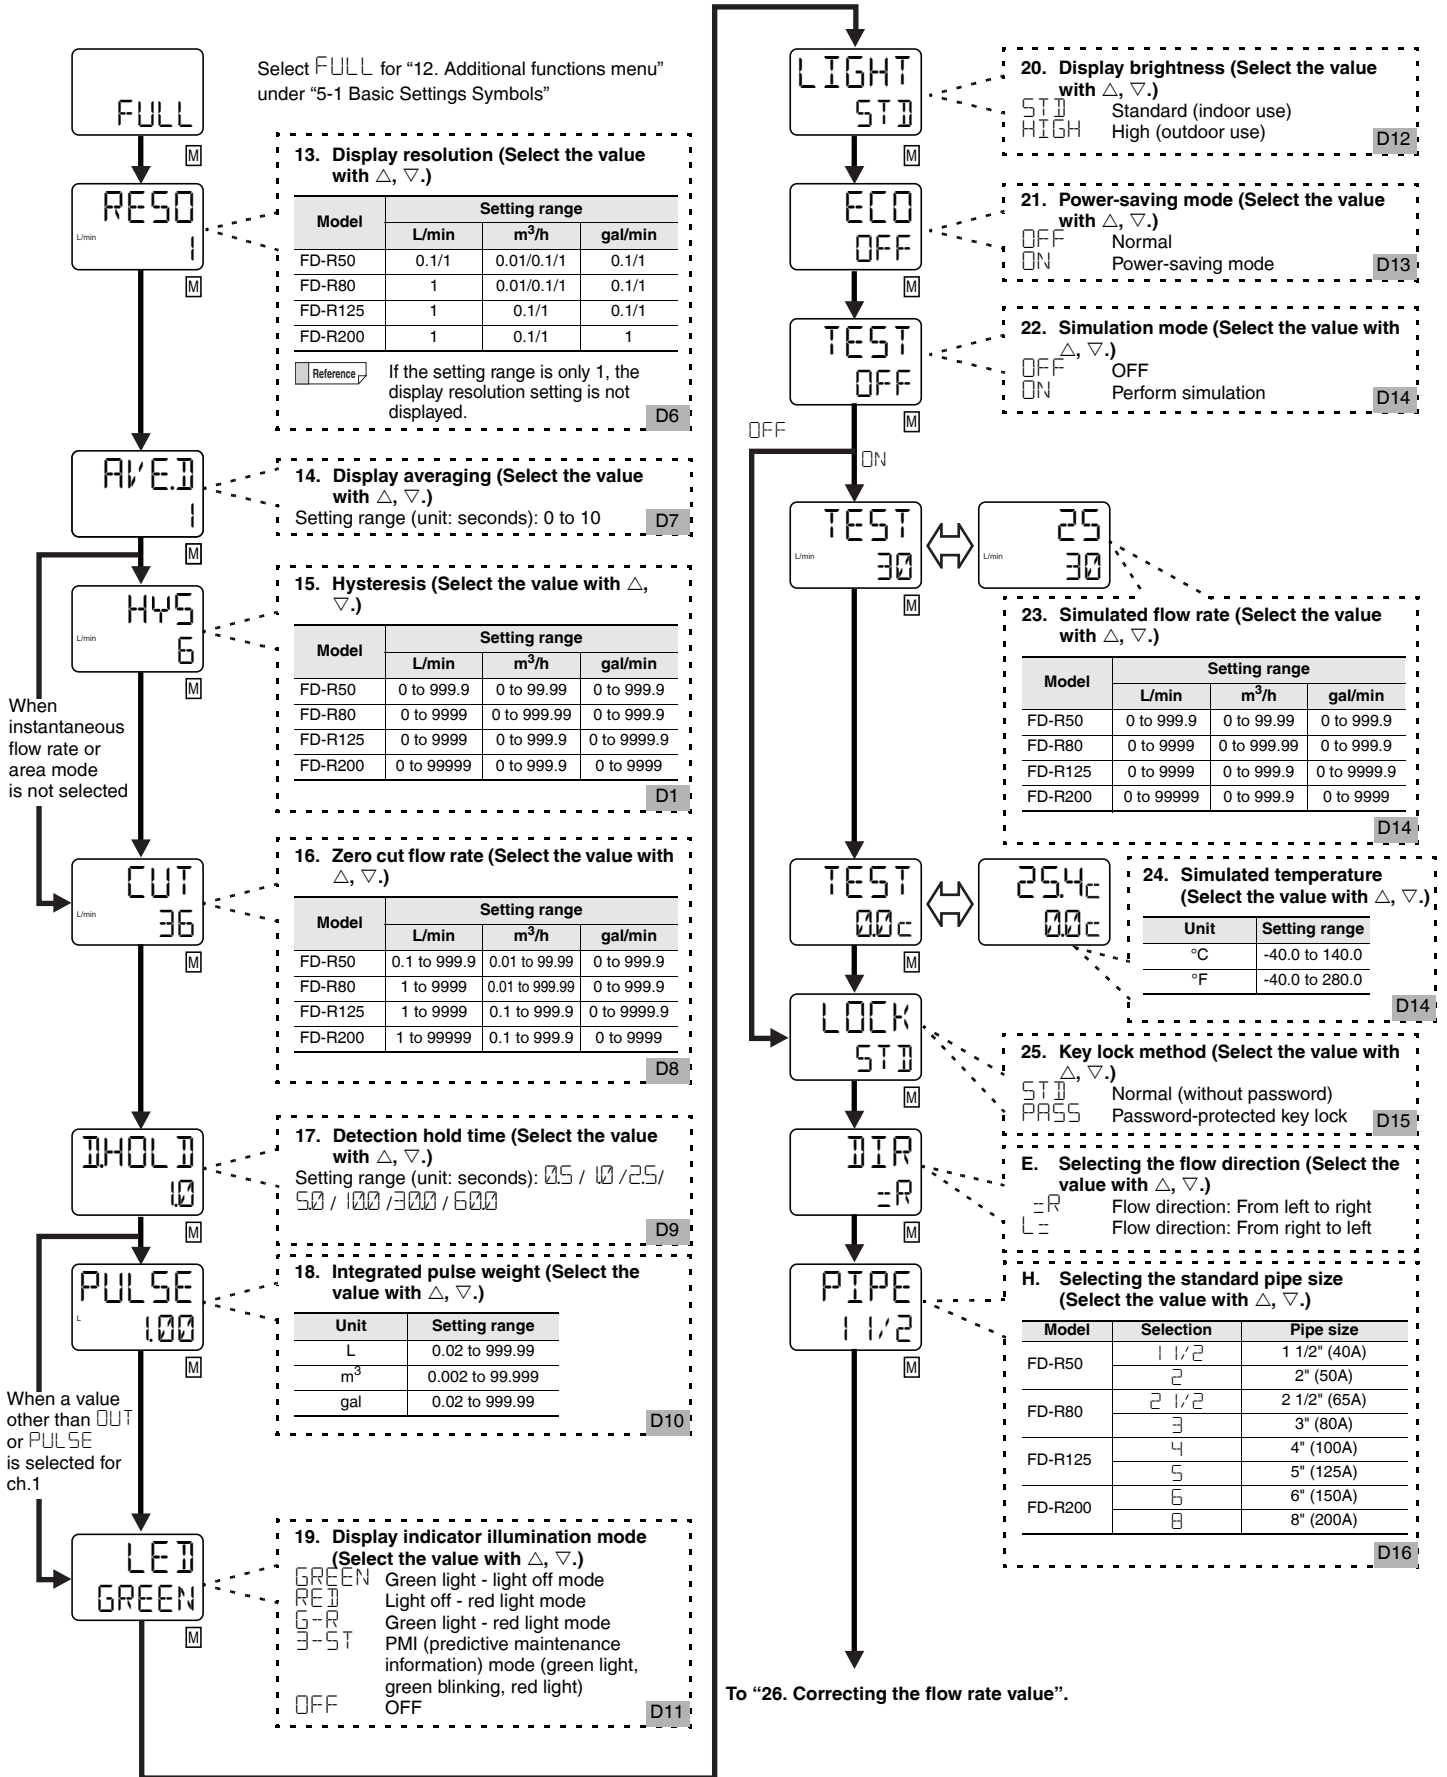 Select FULL for “12. Additional functions menu”
under “5-1 Basic Settings Symbols”
FULL
M
RESO
L/min
1
M
13. Display resolution (Select the value
with △, ▽.)
Model Setting range
L/min m³/h gal/min
FD-R50 0.1/1 0.01/0.1/1 0.1/1
FD-R80 1 0.01/0.1/1 0.1/1
FD-R125 1 0.1/1 0.1/1
FD-R200 1 0.1/1 1
Reference If the setting range is only 1, the
display resolution setting is not
displayed.
D6
AVE.D
1
M
14. Display averaging (Select the value
with △, ▽.)
Setting range (unit: seconds): 0 to 10
D7
HYS
L/min
6
M
When
instantaneous
flow rate or
area mode
is not selected
15. Hysteresis (Select the value with △,
▽.)
Model Setting range
L/min m³/h gal/min
FD-R50 0 to 999.9 0 to 99.99 0 to 999.9
FD-R80 0 to 9999 0 to 999.99 0 to 999.9
FD-R125 0 to 9999 0 to 999.9 0 to 9999.9
FD-R200 0 to 99999 0 to 999.9 0 to 9999
D1
CUT
L/min
36
M
16. Zero cut flow rate (Select the value with
△, ▽.)
Model Setting range
L/min m³/h gal/min
FD-R50 0.1 to 999.9 0.01 to 99.99 0 to 999.9
FD-R80 1 to 9999 0.01 to 999.99 0 to 999.9
FD-R125 1 to 9999 0.1 to 999.9 0 to 9999.9
FD-R200 1 to 99999 0.1 to 999.9 0 to 9999
D8
D.HOLD
1.0
M
17. Detection hold time (Select the value
with △, ▽.)
Setting range (unit: seconds): 0.5 / 1.0 /2.5/
5.0 / 10.0 /30.0 / 60.0
D9
PULSE
L
1.00
M
When a value
other than OUT
or PULSE
is selected for
ch.1
18. Integrated pulse weight (Select the
value with △, ▽.)
Unit Setting range
L 0.02 to 999.99
m³ 0.002 to 99.999
gal 0.02 to 999.99
D10
LED
GREEN
M
19. Display indicator illumination mode
(Select the value with △, ▽.)
GREEN Green light - light off mode
RED Light off - red light mode
G-R Green light - red light mode
3-ST PMI (predictive maintenance
information) mode (green light,
green blinking, red light)
OFF OFF
D11
LIGHT
STD
M
20. Display brightness (Select the value
with △, ▽.)
STD Standard (indoor use)
HIGH High (outdoor use)
D12
ECO
OFF
M
21. Power-saving mode (Select the value
with △, ▽.)
OFF Normal
ON Power-saving mode
D13
TEST
OFF
M
22. Simulation mode (Select the value with
△, ▽.)
OFF OFF
ON Perform simulation
D14
OFF
ON
TEST
L/min
30
M
25
L/min
30
23. Simulated flow rate (Select the value
with △, ▽.)
Model Setting range
L/min m³/h gal/min
FD-R50 0 to 999.9 0 to 99.99 0 to 999.9
FD-R80 0 to 9999 0 to 999.99 0 to 999.9
FD-R125 0 to 9999 0 to 999.9 0 to 9999.9
FD-R200 0 to 99999 0 to 999.9 0 to 9999
D14
TEST
0.0c
M
25.4c
0.0c
24. Simulated temperature
(Select the value with △, ▽.)
Unit Setting range
°C -40.0 to 140.0
°F -40.0 to 280.0
D14
LOCK
STD
M
25. Key lock method (Select the value with
△, ▽.)
STD Normal (without password)
PASS Password-protected key lock
D15
DIR
=R
M
E. Selecting the flow direction (Select the
value with △, ▽.)
=R Flow direction: From left to right
L= Flow direction: From right to left
PIPE
1 1/2
M
H. Selecting the standard pipe size
(Select the value with △, ▽.)
Model Selection Pipe size
FD-R50 1 1/2 1 1/2" (40A)
2 2" (50A)
FD-R80 2 1/2 2 1/2" (65A)
3 3" (80A)
FD-R125 4 4" (100A)
5 5" (125A)
FD-R200 6 6" (150A)
8 8" (200A)
D16
To “26. Correcting the flow rate value”.